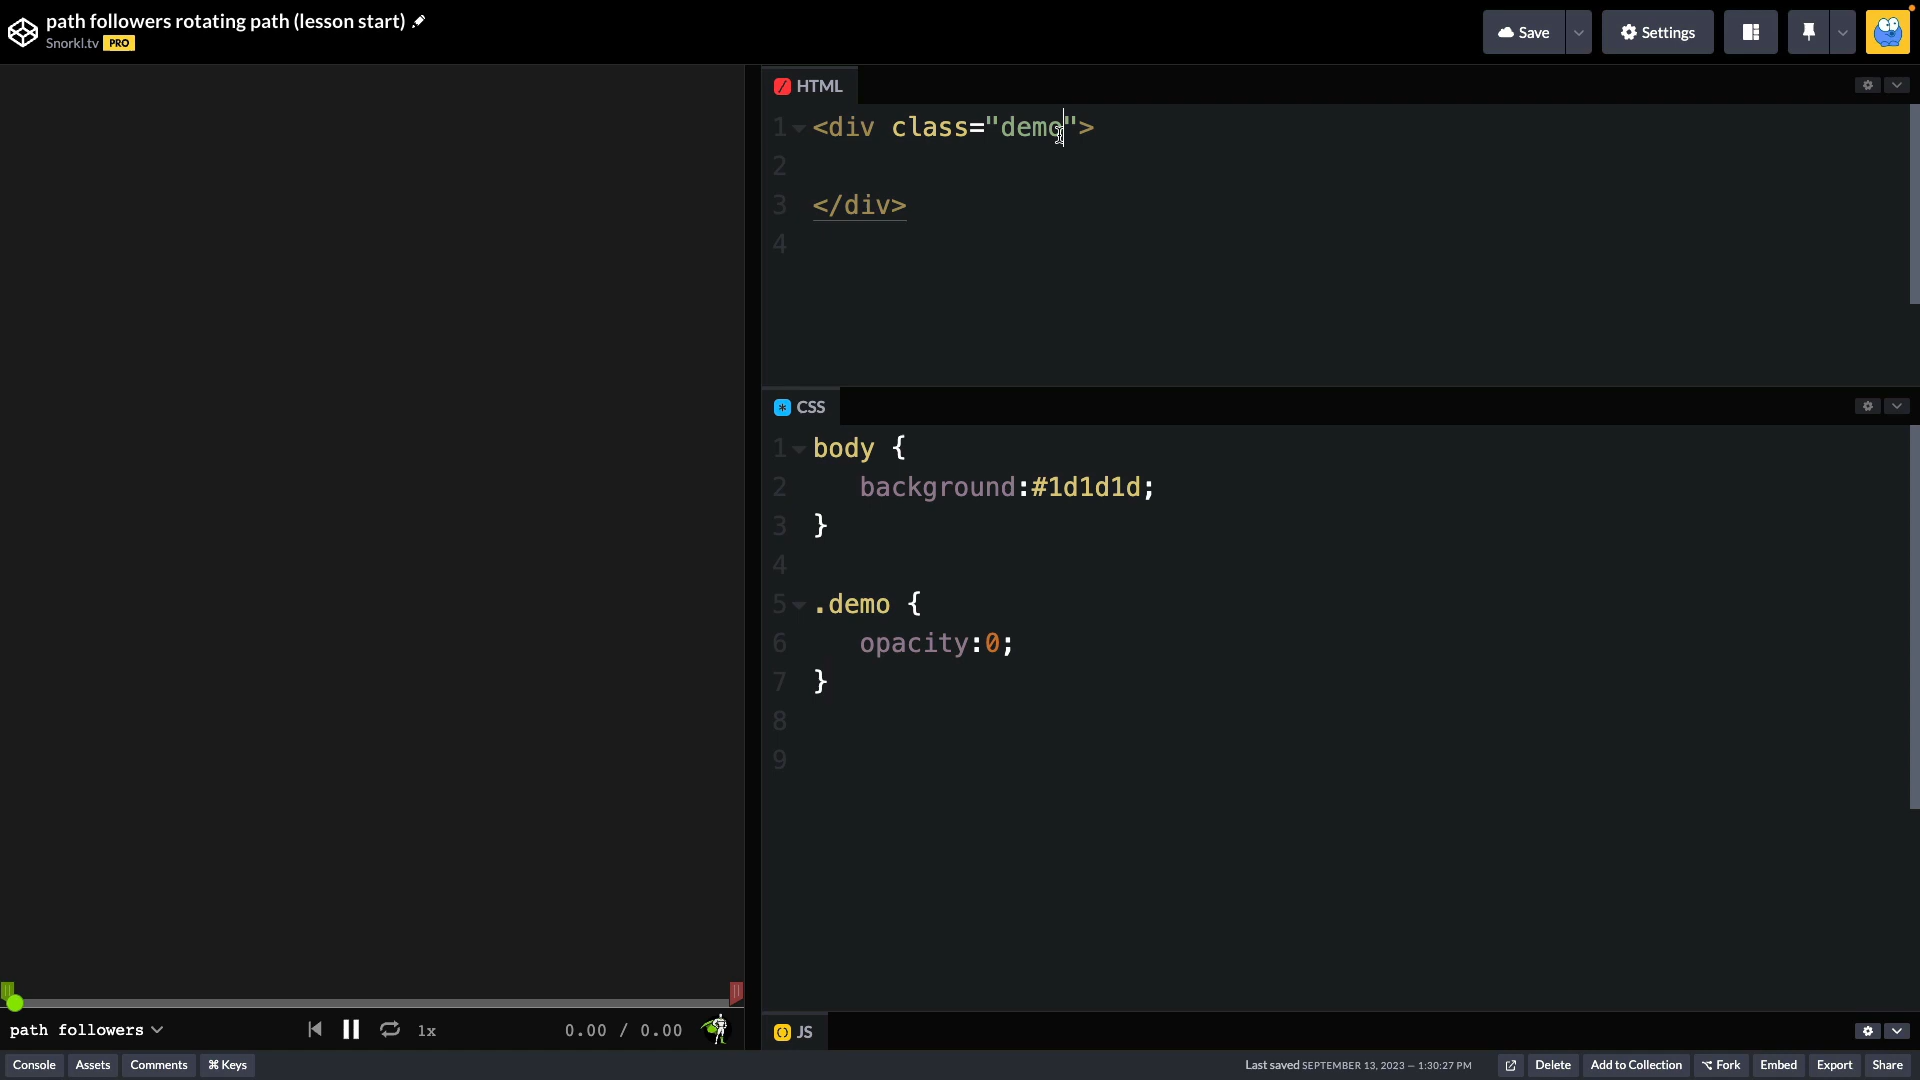 path followers rotating path (lesson start)
Snorkl.tv PRO
Save
Settings
HTML
1 <div class="demo">
2
3 </div>
4
CSS
1 body {
2 background:#1d1d1d;
3 }
4
5 .demo {
6 opacity:0;
7 }
8
9
path followers
1x
0.00 / 0.00
JS
Console
Assets
Comments
⌘ Keys
Last saved SEPTEMBER 13, 2023 — 1:30:27 PM
Delete
Add to Collection
⌥ Fork
Embed
Export
Share